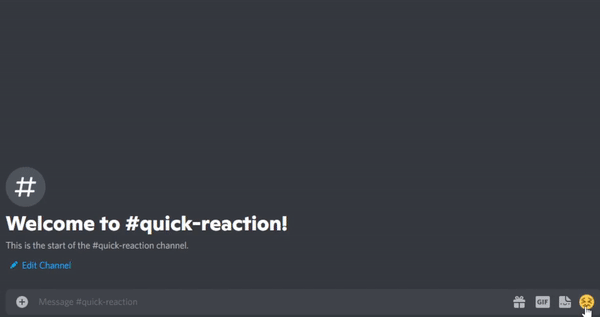 #
Welcome to #quick-reaction!
This is the start of the #quick-reaction channel.
Edit Channel
Message #quick-reaction
GIF